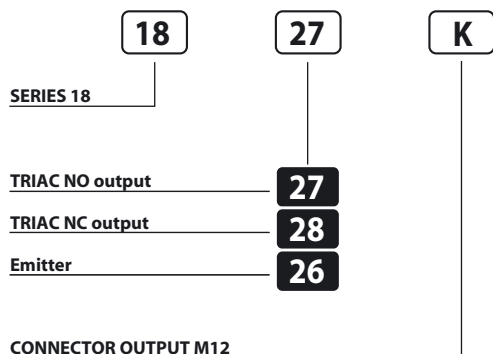 18 27 K
SERIES 18
TRIAC NO output 27
TRIAC NC output 28
Emitter 26
CONNECTOR OUTPUT M12